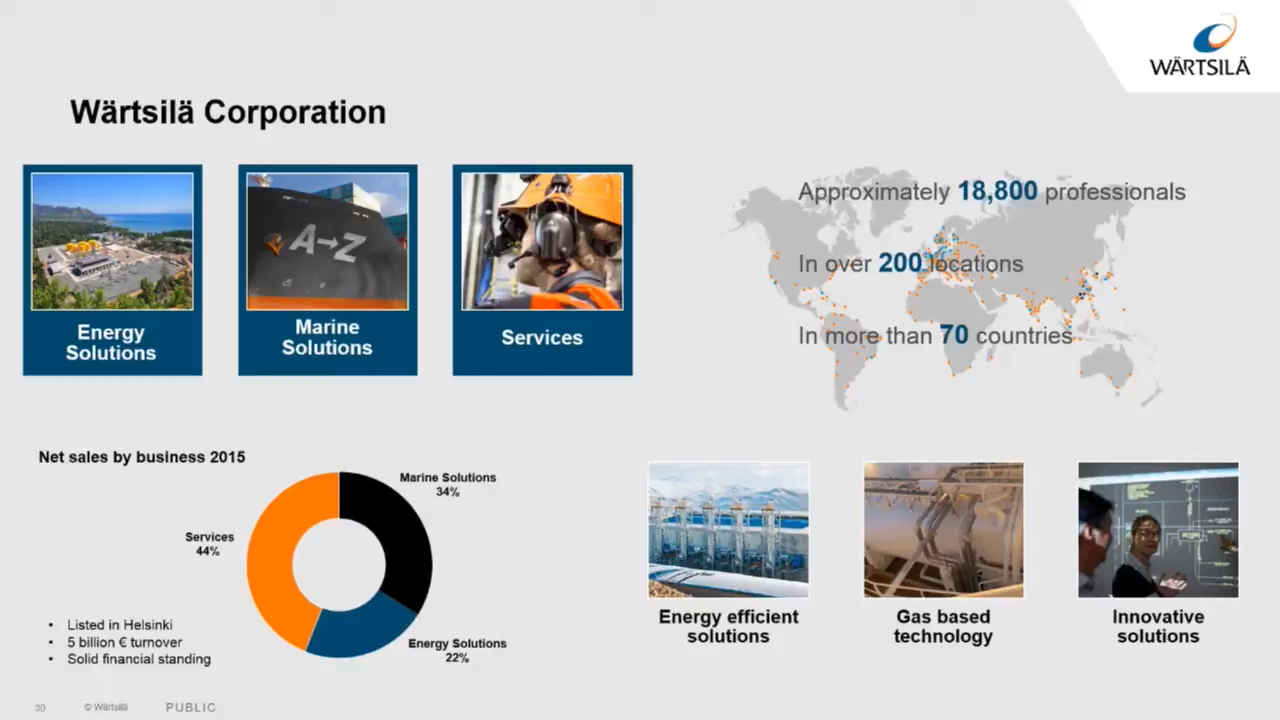 WÄRTSILÄ
Wärtsilä Corporation
A→Z
Energy
Solutions
Marine
Solutions
Services
Approximately 18,800 professionals
In over 200 locations
In more than 70 countries
Net sales by business 2015
Marine Solutions
34%
Services
44%
Energy Solutions
22%
• Listed in Helsinki
• 5 billion € turnover
• Solid financial standing
Energy efficient
solutions
Gas based
technology
Innovative
solutions
30
© Wärtsilä
PUBLIC